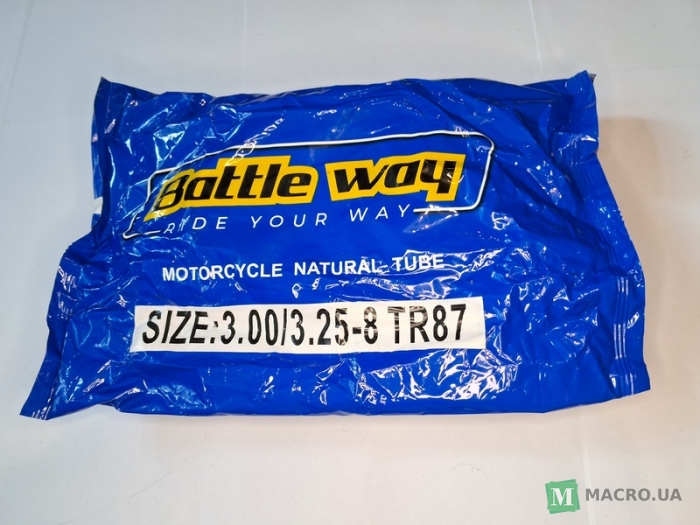 Battle way
RIDE YOUR WAY
MOTORCYCLE NATURAL TUBE
SIZE:3.00/3.25-8 TR87
M MACRO.UA